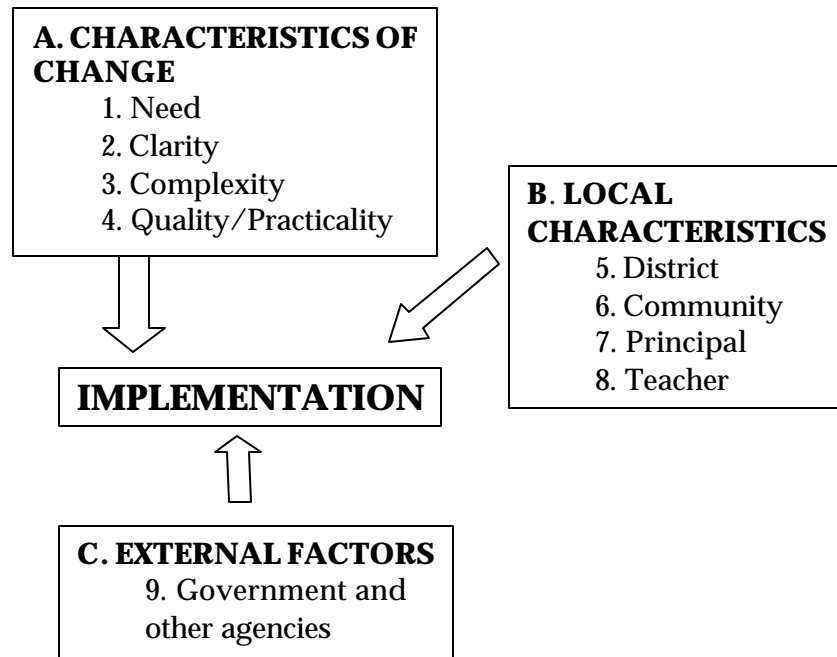 A. CHARACTERISTICS OF
CHANGE
1. Need
2. Clarity
3. Complexity
4. Quality/Practicality
B. LOCAL
CHARACTERISTICS
5. District
6. Community
7. Principal
8. Teacher
IMPLEMENTATION
C. EXTERNAL FACTORS
9. Government and
other agencies